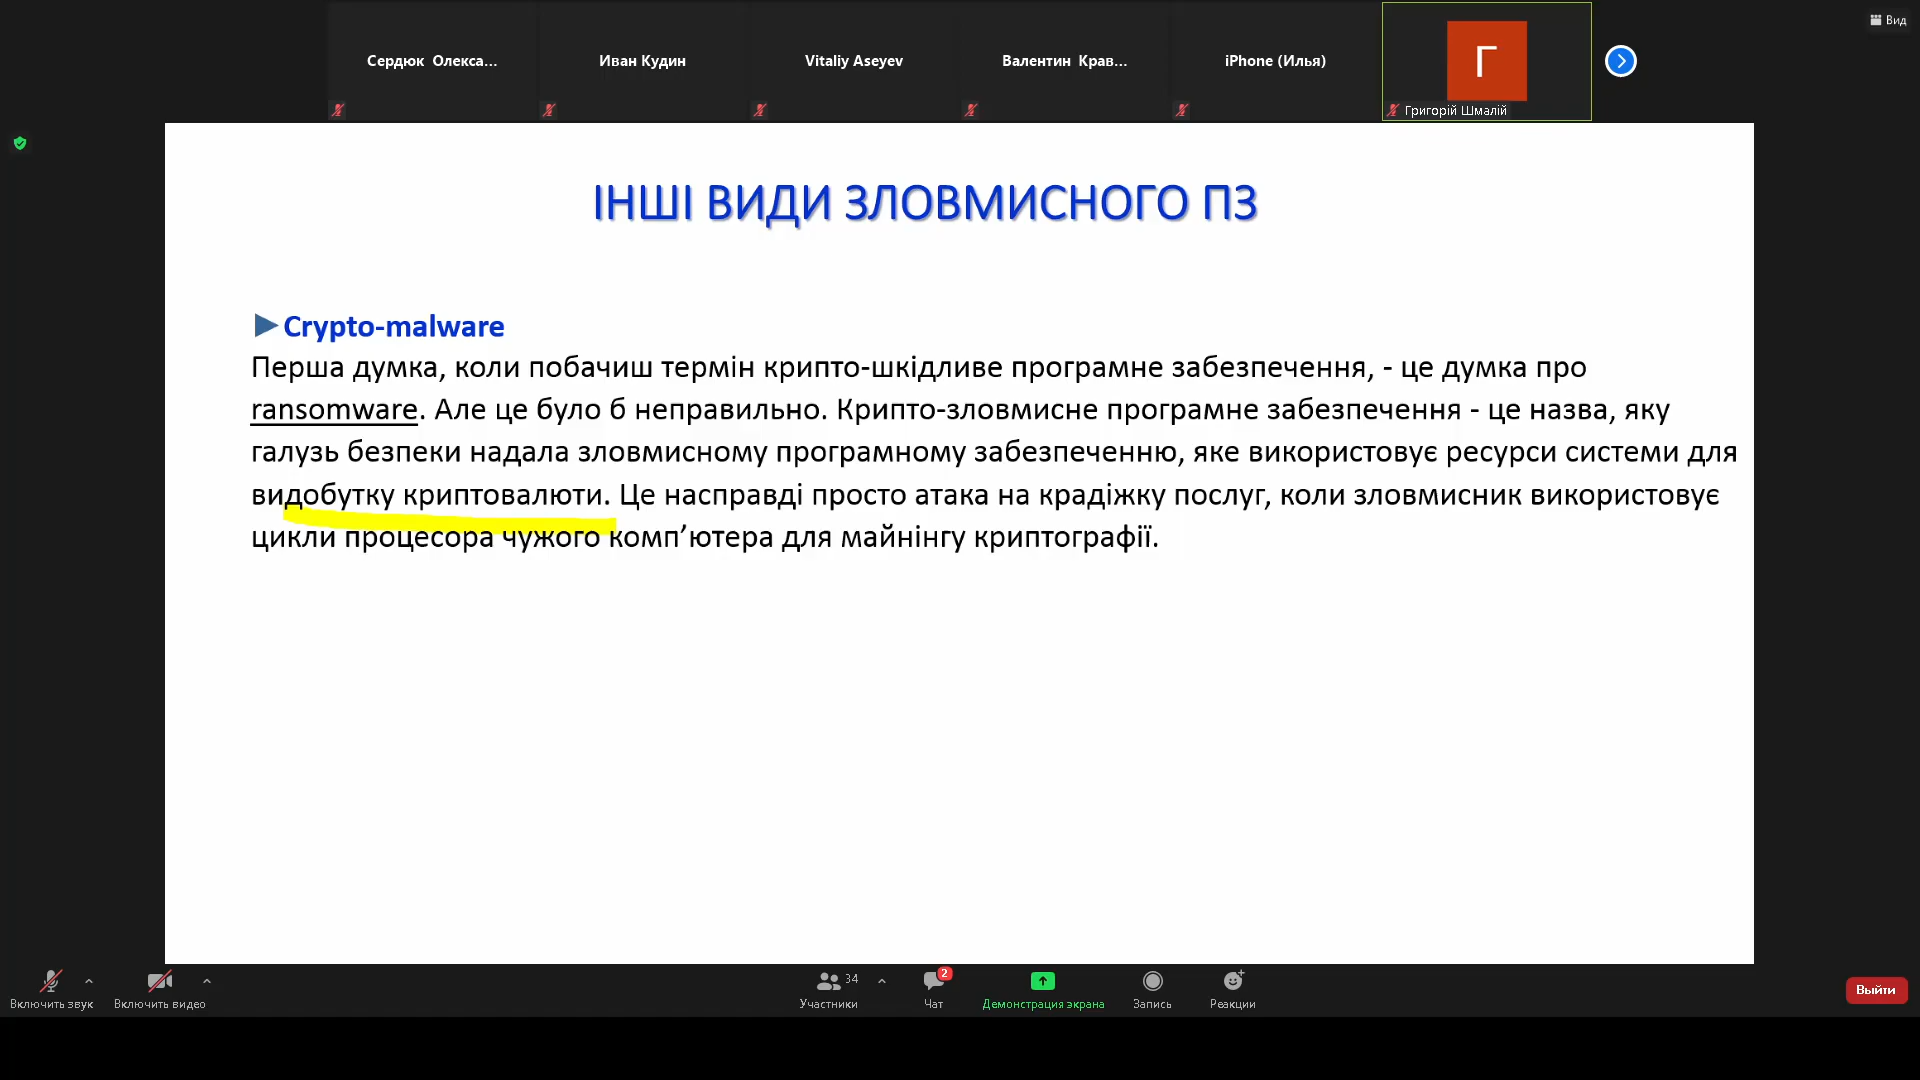 Вид
Сердюк Олекса...
Иван Кудин
Vitaliy Aseyev
Валентин Крав...
iPhone (Илья)
Г
Григорій Шмалій
ІНШІ ВИДИ ЗЛОВМИСНОГО ПЗ
Crypto-malware
Перша думка, коли побачиш термін крипто-шкідливе програмне забезпечення, - це думка про
ransomware. Але це було б неправильно. Крипто-зловмисне програмне забезпечення - це назва, яку
галузь безпеки надала зловмисному програмному забезпеченню, яке використовує ресурси системи для
видобутку криптовалюти. Це насправді просто атака на крадіжку послуг, коли зловмисник використовує
цикли процесора чужого комп’ютера для майнінгу криптографії.
Включить звук
Включить видео
34
Участники
2
Чат
Демонстрация экрана
Запись
Реакции
Выйти